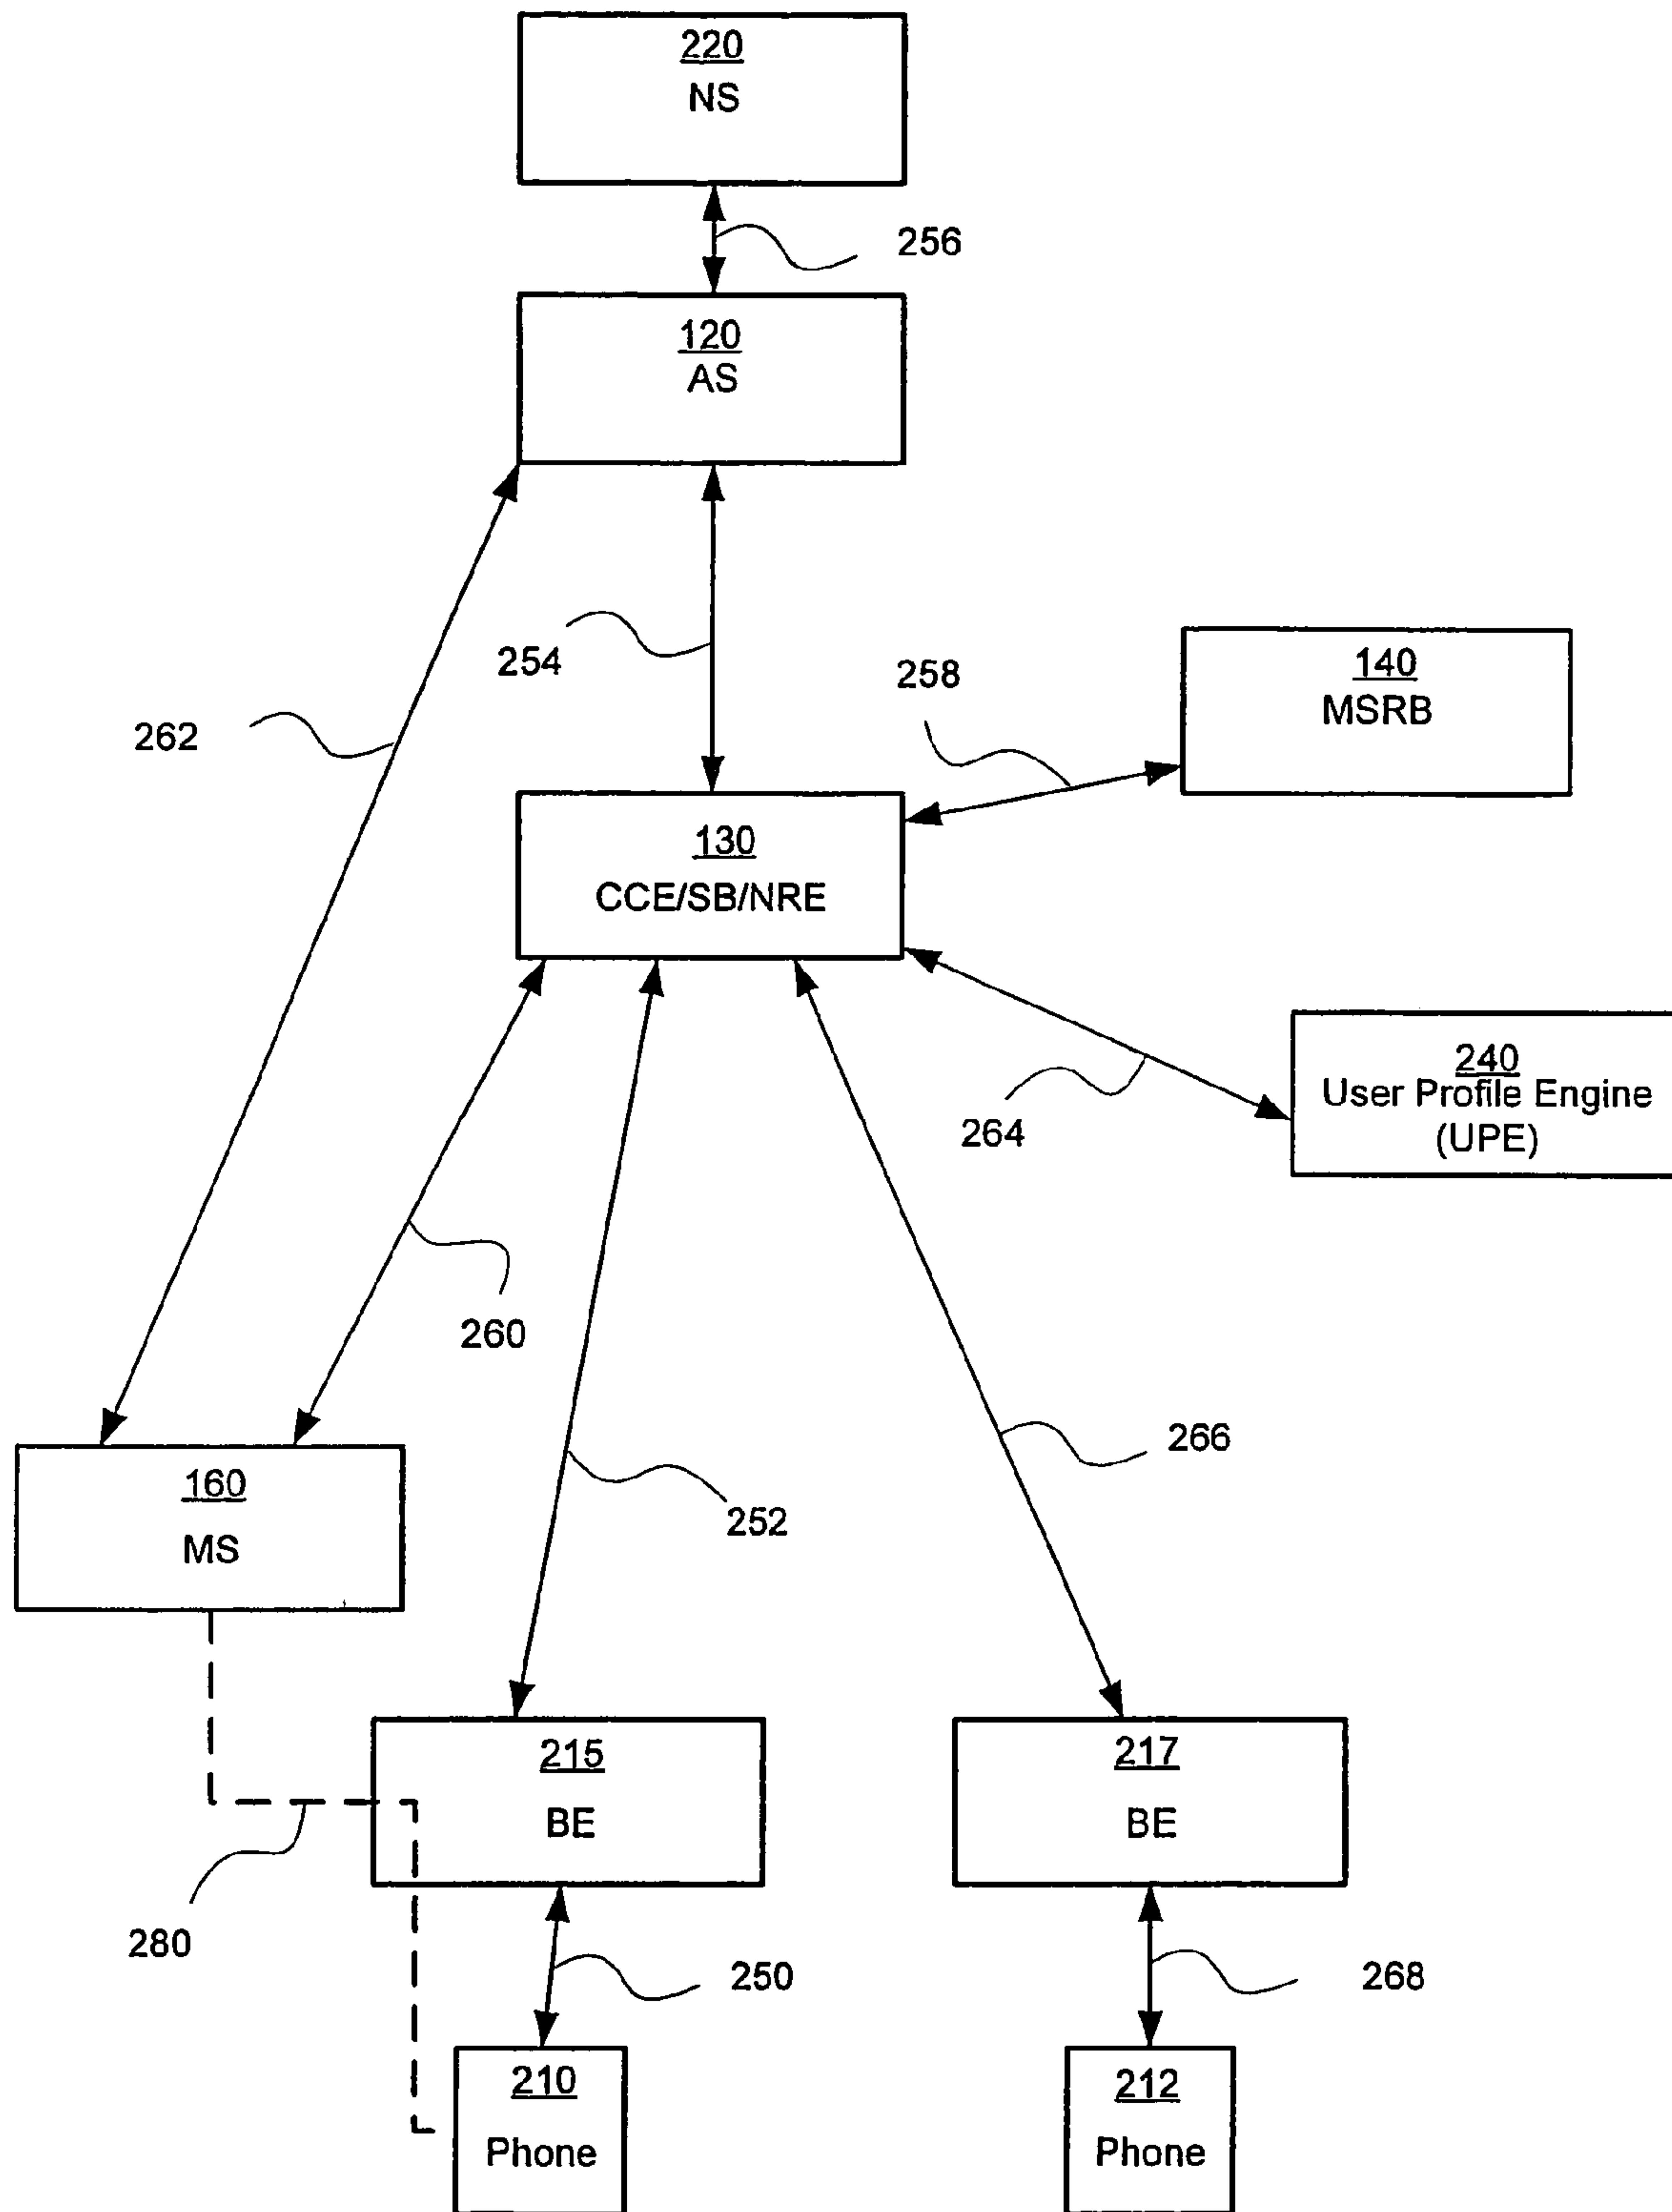 220
NS
256
120
AS
254
258
140
MSRB
262
130
CCE/SB/NRE
240
User Profile Engine
(UPE)
264
260
266
160
MS
252
215
BE
217
BE
280
250
268
210
Phone
212
Phone